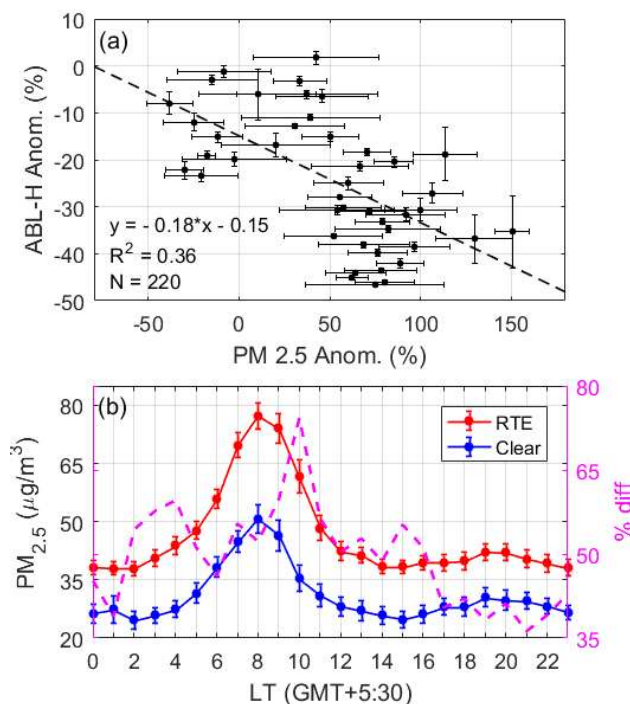 (a)
ABL-H Anom. (%)
10
0
-10
-20
-30
-40
-50
y = - 0.18*x - 0.15
R² = 0.36
N = 220
-50 0 50 100 150
PM 2.5 Anom. (%)
(b)
PM₂.₅ (μg/m³)
80
65
50
35
20
RTE
Clear
80
65
50
35
% diff
0 2 4 6 8 10 12 14 16 18 20 22
LT (GMT+5:30)